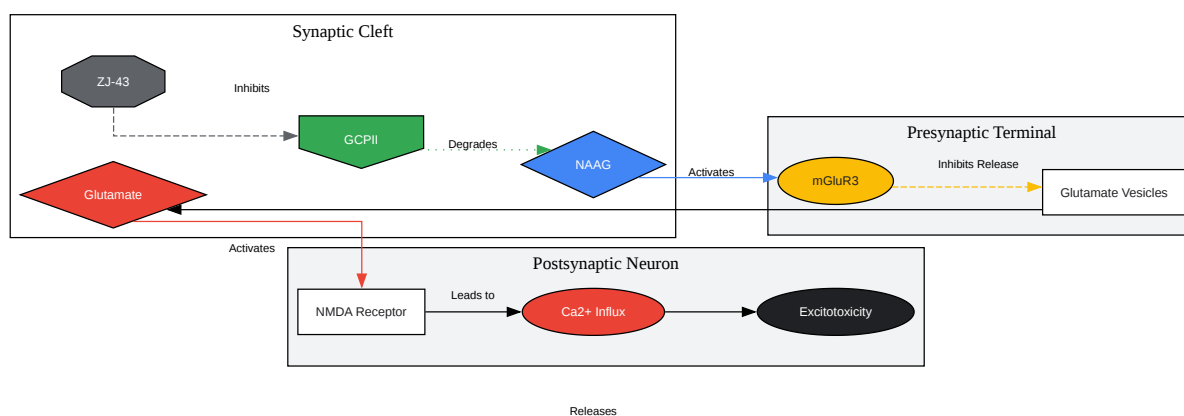 Synaptic Cleft
ZJ-43
Inhibits
GCPII
Degrades
NAAG
Activates
Glutamate
Presynaptic Terminal
mGluR3
Inhibits Release
Glutamate Vesicles
Activates
Postsynaptic Neuron
NMDA Receptor
Leads to
Ca2+ Influx
Excitotoxicity
Releases